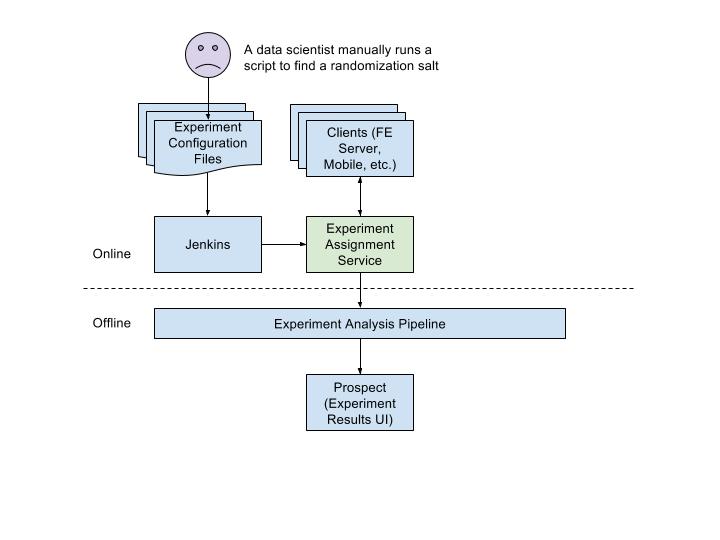 A data scientist manually runs a
script to find a randomization salt
Experiment
Configuration
Files
Clients (FE
Server,
Mobile, etc.)
Jenkins
Experiment
Assignment
Service
Online
Offline
Experiment Analysis Pipeline
Prospect
(Experiment
Results UI)